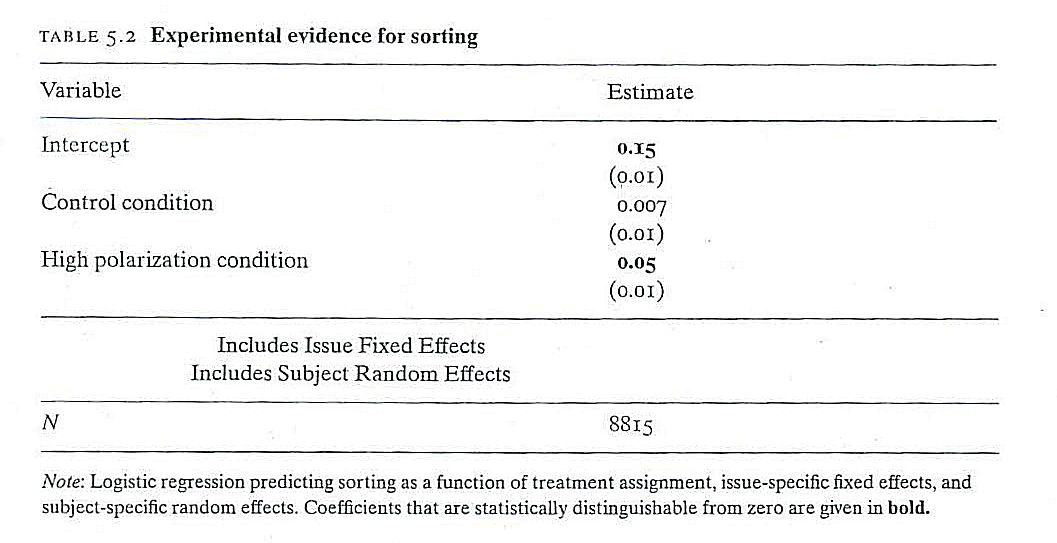 TABLE 5.2 Experimental evidence for sorting
Variable Estimate
Intercept 0.15
(0.01)
Control condition 0.007
(0.01)
High polarization condition 0.05
(0.01)
Includes Issue Fixed Effects
Includes Subject Random Effects
N 8815
Note: Logistic regression predicting sorting as a function of treatment assignment, issue-specific fixed effects, and
subject-specific random effects. Coefficients that are statistically distinguishable from zero are given in bold.